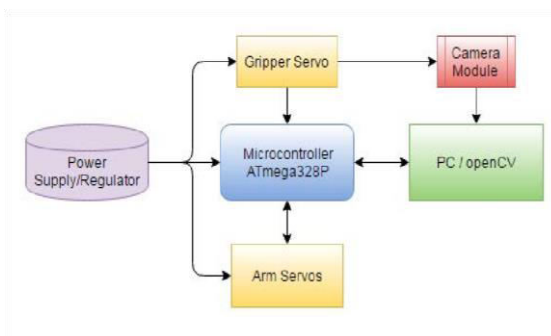 Gripper Servo
Camera
Module
Power
Supply/Regulator
Microcontroller
ATmega328P
PC / openCV
Arm Servos